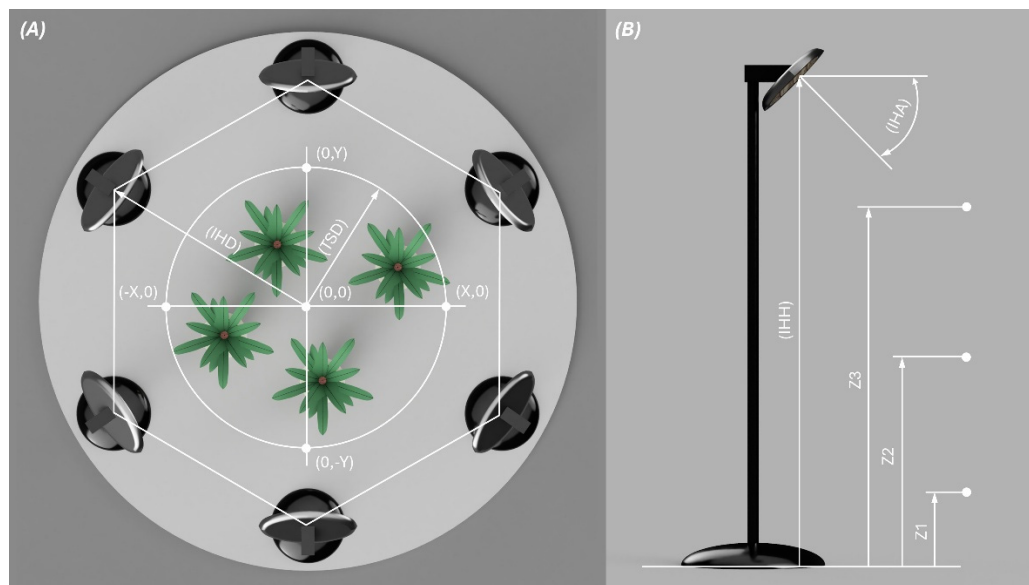 (A)
(0,Y)
(IHD)
(TSD)
(-X,0)
(0,0)
(X,0)
(0,-Y)
(B)
(IHA)
(IHH)
Z3
Z2
Z1